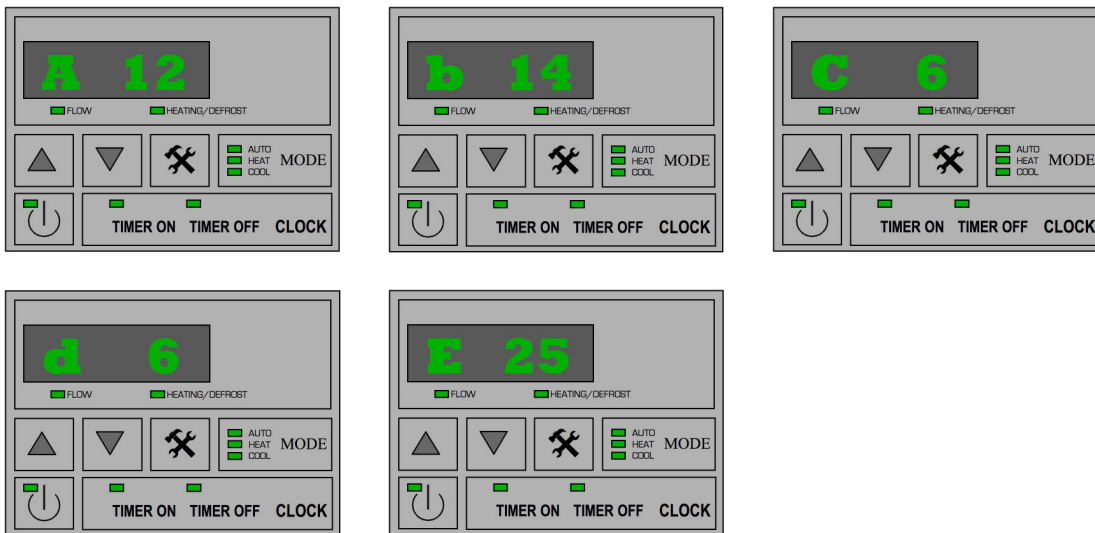 A 12
FLOW HEATING/DEFROST
AUTO
HEAT MODE
COOL
TIMER ON TIMER OFF CLOCK
b 14
FLOW HEATING/DEFROST
AUTO
HEAT MODE
COOL
TIMER ON TIMER OFF CLOCK
C 6
FLOW HEATING/DEFROST
AUTO
HEAT MODE
COOL
TIMER ON TIMER OFF CLOCK
d 6
FLOW HEATING/DEFROST
AUTO
HEAT MODE
COOL
TIMER ON TIMER OFF CLOCK
E 25
FLOW HEATING/DEFROST
AUTO
HEAT MODE
COOL
TIMER ON TIMER OFF CLOCK